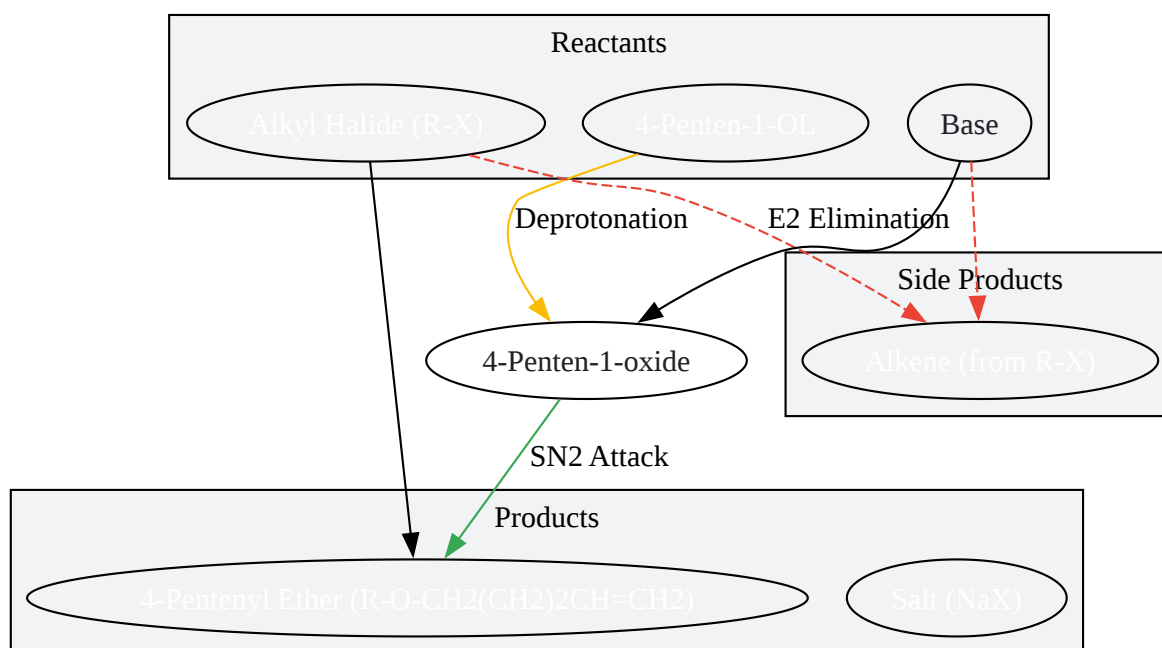 Reactants
Alkyl Halide (R-X)
4-Penten-1-OL
Base
Deprotonation
E2 Elimination
Side Products
4-Penten-1-oxide
Alkene (from R-X)
SN2 Attack
Products
4-Pentenyl Ether (R-O-CH2(CH2)2CH=CH2)
Salt (NaX)